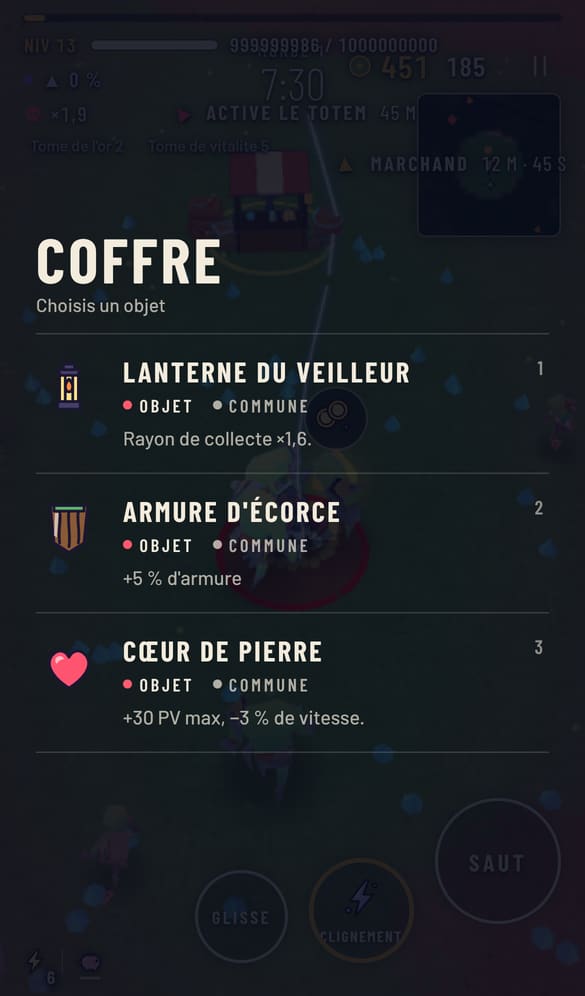 NIV 13
999999986 / 1000000000
7:30
451
185
▲ 0 %
×1,9
ACTIVE LE TOTEM 45 M
Tome de l'or 2
Tome de vitalité 5
MARCHAND 12 M · 45 S
COFFRE
Choisis un objet
LANTERNE DU VEILLEUR
1
OBJET
COMMUNE
Rayon de collecte ×1,6.
ARMURE D'ÉCORCE
2
OBJET
COMMUNE
+5 % d'armure
CŒUR DE PIERRE
3
OBJET
COMMUNE
+30 PV max, −3 % de vitesse.
SAUT
GLISSE
CLIGNEMENT
6